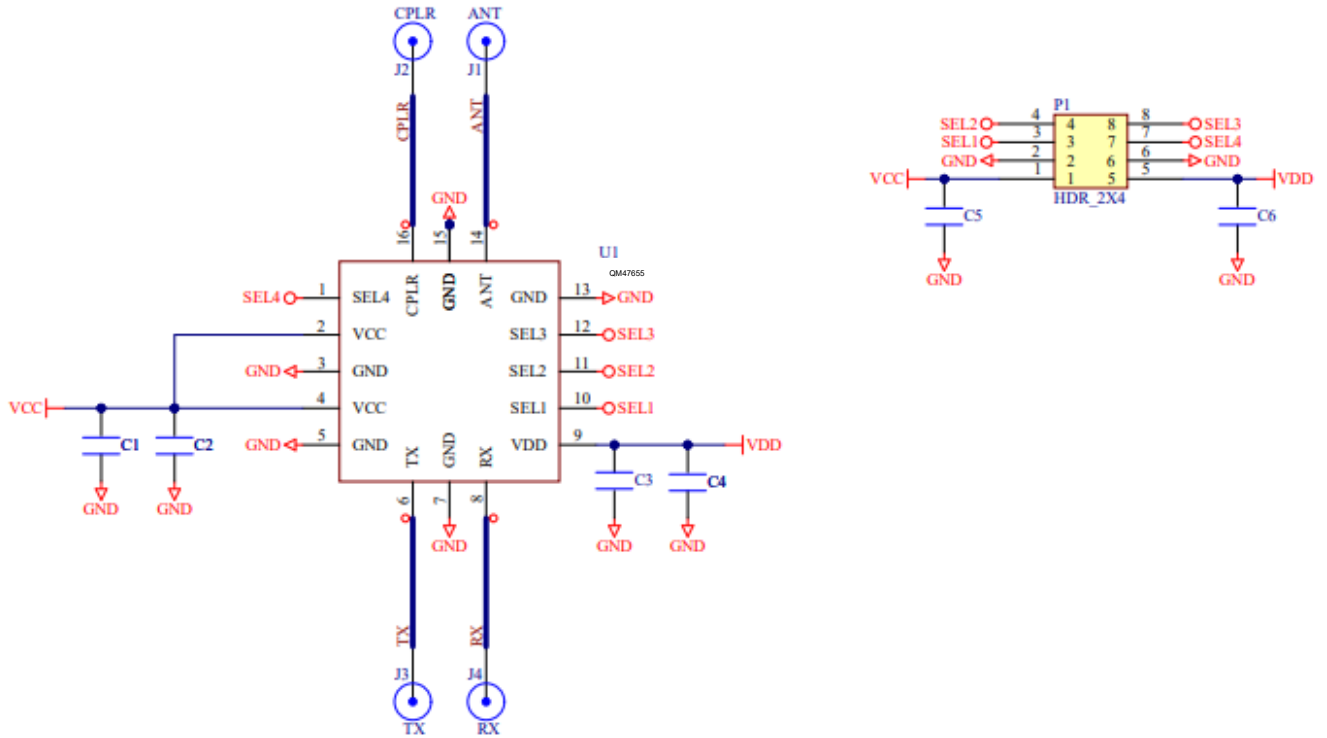 CPLR ANT
J2 J1
CPLR ANT
GND
16 15 14
U1
QM47655
CPLR GND ANT
SEL4 1 SEL4 GND 13 GND
2 VCC SEL3 12 SEL3
GND 3 GND SEL2 11 SEL2
VCC 4 VCC SEL1 10 SEL1
GND 5 GND VDD 9 VDD
TX GND RX
C1 C2 C3 C4
GND GND
6 7 8
GND GND GND
TX RX
J3 J4
TX RX
P1
SEL2 4 4 8 8 SEL3
SEL1 3 3 7 7 SEL4
GND 2 2 6 6 GND
VCC 1 1 5 5 VDD
HDR_2X4
C5 C6
GND GND